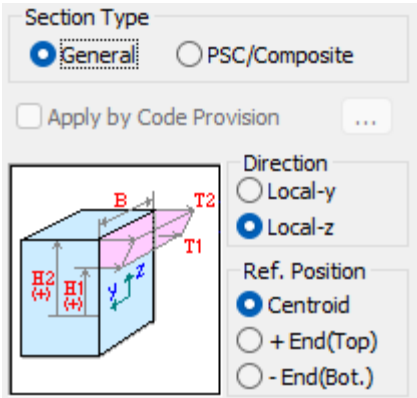 Section Type
General
PSC/Composite
Apply by Code Provision
...
B
T2
T1
H2
(+)
H1
(+)
z
y
Direction
Local-y
Local-z
Ref. Position
Centroid
+ End(Top)
- End(Bot.)